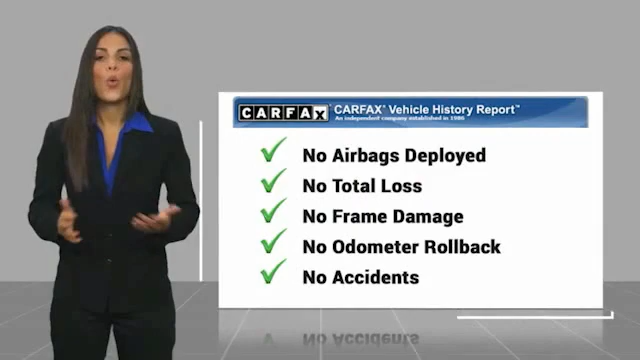 CARFAX CARFAX® Vehicle History Report™
An independent company established in 1986
No Airbags Deployed
No Total Loss
No Frame Damage
No Odometer Rollback
No Accidents